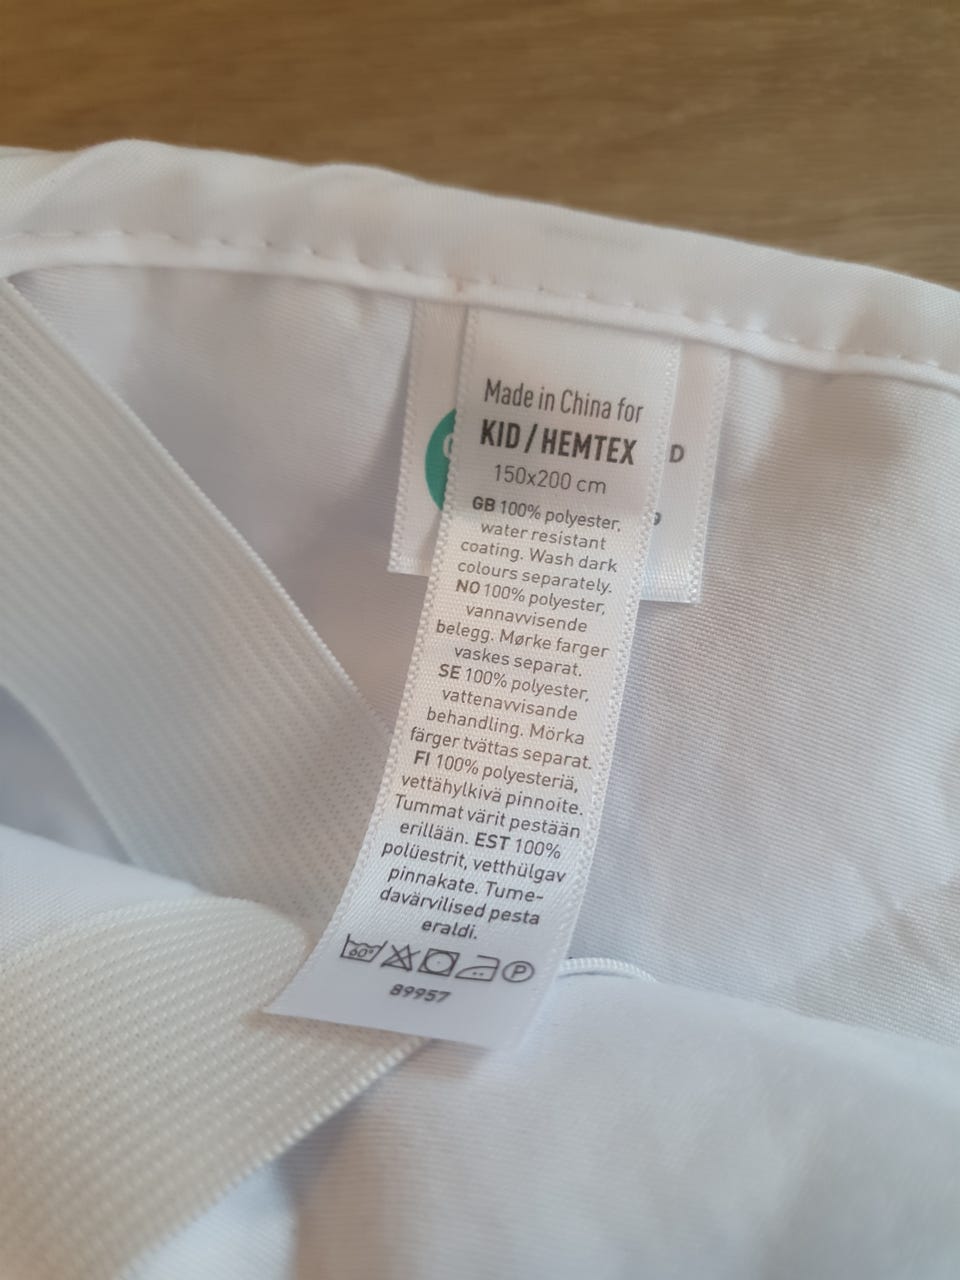 Made in China for
KID / HEMTEX
150x200 cm
GB 100% polyester,
water resistant
coating. Wash dark
colours separately.
NO 100% polyester,
vannavvisende
belegg. Mørke farger
vaskes separat.
SE 100% polyester,
vattenavvisande
behandling. Mörka
färger tvättas separat.
FI 100% polyesteriä,
vettähylkivä pinnoite.
Tummat värit pestään
erillään. EST 100%
polüestrit, vetthülgav
pinnakate. Tume-
davärvilised pesta
eraldi.
60° P
89957
D